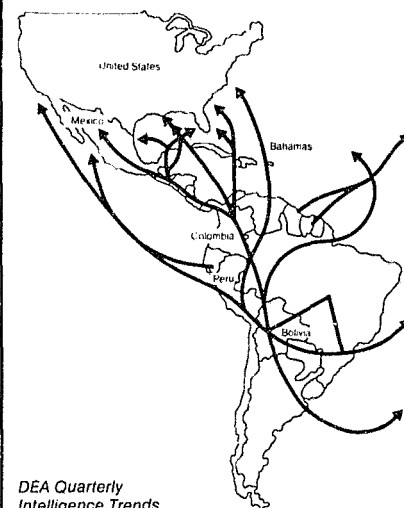 United States
Mexico
Bahamas
Colombia
Peru
Bolivia
DEA Quarterly
Intelligence Trends